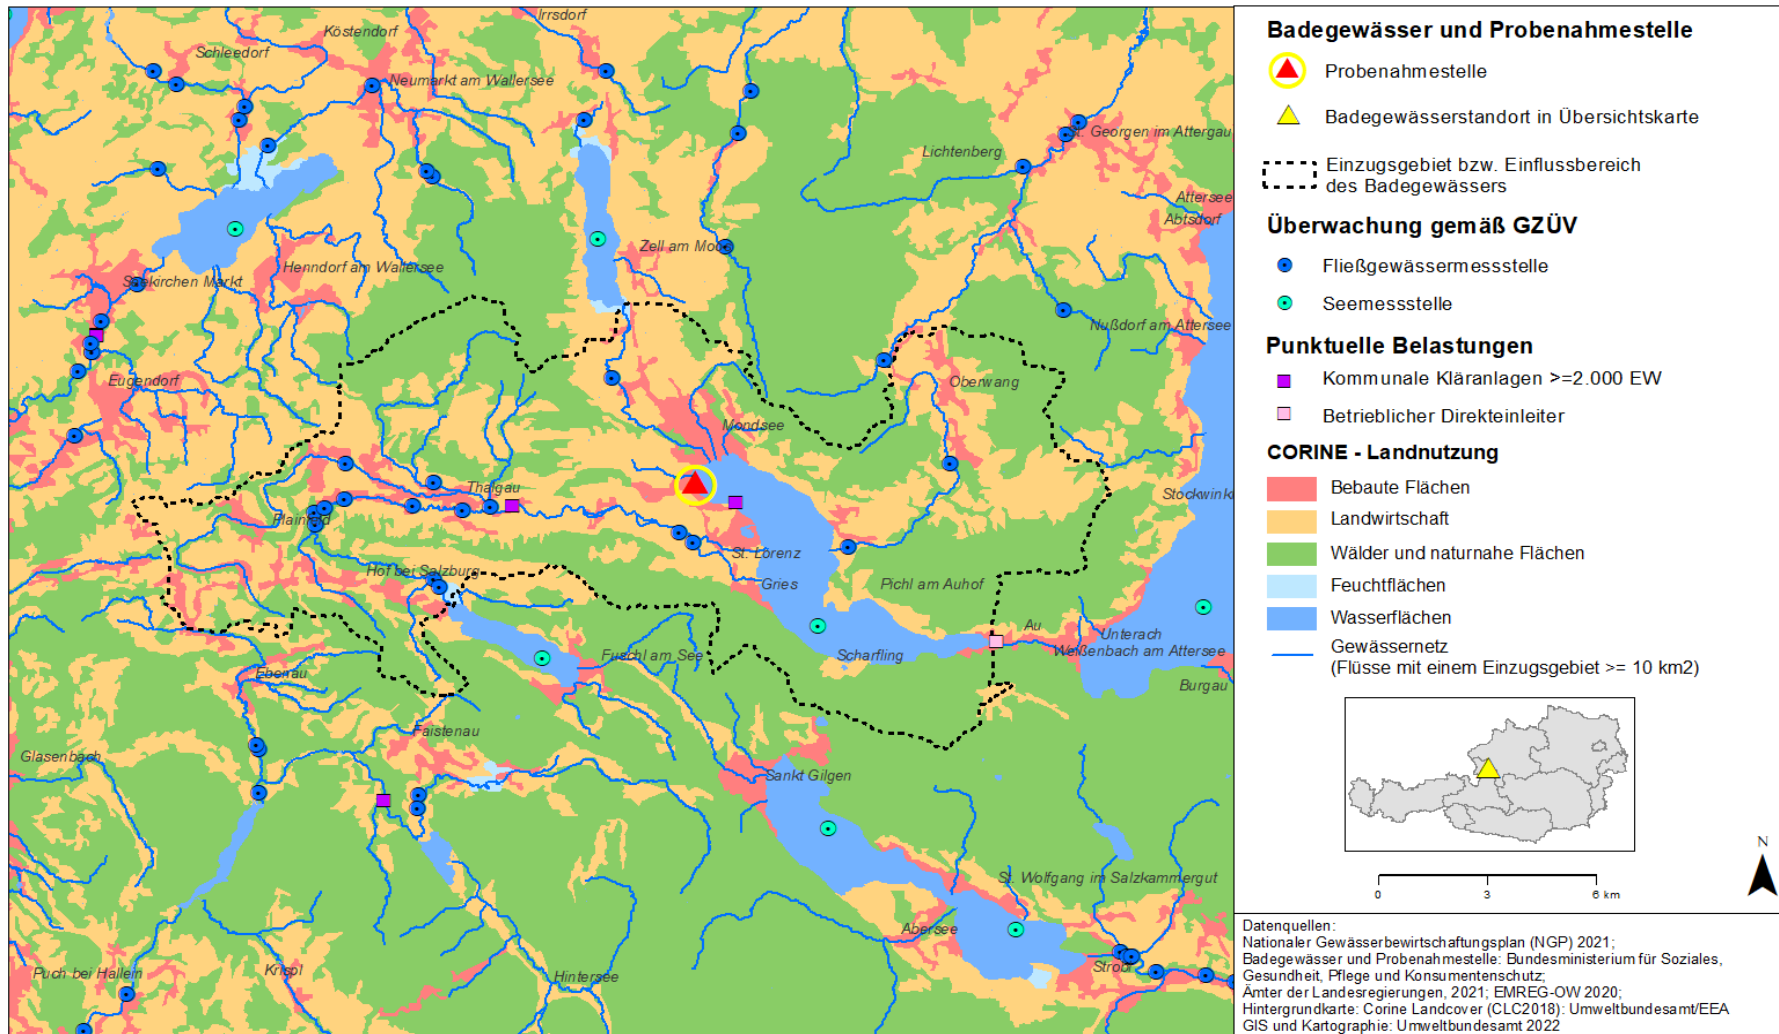 Irrsdorf
Köstendorf
Schleedorf
Neumarkt am Wallersee
St. Georgen im Attergau
Lichtenberg
Attersee
Abtsdorf
Zell am Moos
Henndorf am Wallersee
Seekirchen Markt
Nußdorf am Attersee
Eugendorf
Oberwang
Mondsee
Thalgau
Stockwinkl
Plainfeld
St. Lorenz
Hof bei Salzburg
Gries
Pichl am Auhof
Au
Unterach
Weißenbach am Attersee
Fuschl am See
Scharfling
Ebenau
Burgau
Faistenau
Glasenbach
Sankt Gilgen
St. Wolfgang im Salzkammergut
Abersee
Strobl
Puch bei Hallein
Krispl
Hintersee
Badegewässer und Probenahmestelle
Probenahmestelle
Badegewässerstandort in Übersichtskarte
Einzugsgebiet bzw. Einflussbereich
des Badegewässers
Überwachung gemäß GZÜV
Fließgewässermessstelle
Seemessstelle
Punktuelle Belastungen
Kommunale Kläranlagen >=2.000 EW
Betrieblicher Direkteinleiter
CORINE - Landnutzung
Bebaute Flächen
Landwirtschaft
Wälder und naturnahe Flächen
Feuchtflächen
Wasserflächen
Gewässernetz
(Flüsse mit einem Einzugsgebiet >= 10 km2)
N
0 3 6 km
Datenquellen:
Nationaler Gewässerbewirtschaftungsplan (NGP) 2021;
Badegewässer und Probenahmestelle: Bundesministerium für Soziales,
Gesundheit, Pflege und Konsumentenschutz;
Ämter der Landesregierungen, 2021; EMREG-OW 2020;
Hintergrundkarte: Corine Landcover (CLC2018): Umweltbundesamt/EEA
GIS und Kartographie: Umweltbundesamt 2022